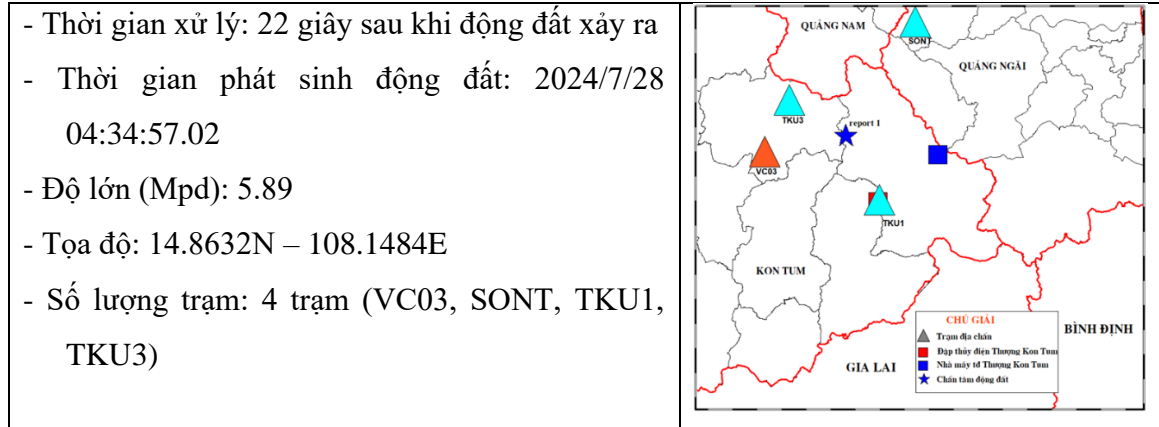 - Thời gian xử lý: 22 giây sau khi động đất xảy ra
- Thời gian phát sinh động đất: 2024/7/28
04:34:57.02
- Độ lớn (Mpd): 5.89
- Tọa độ: 14.8632N – 108.1484E
- Số lượng trạm: 4 trạm (VC03, SONT, TKU1,
TKU3)
QUẢNG NAM
SONT
QUẢNG NGÃI
TKU3
report 1
VC03
TKU1
KON TUM
CHÚ GIẢI
Trạm địa chấn
Đập thủy điện Thượng Kon Tum
Nhà máy tđ Thượng Kon Tum
Chấn tâm động đất
BÌNH ĐỊNH
GIA LAI